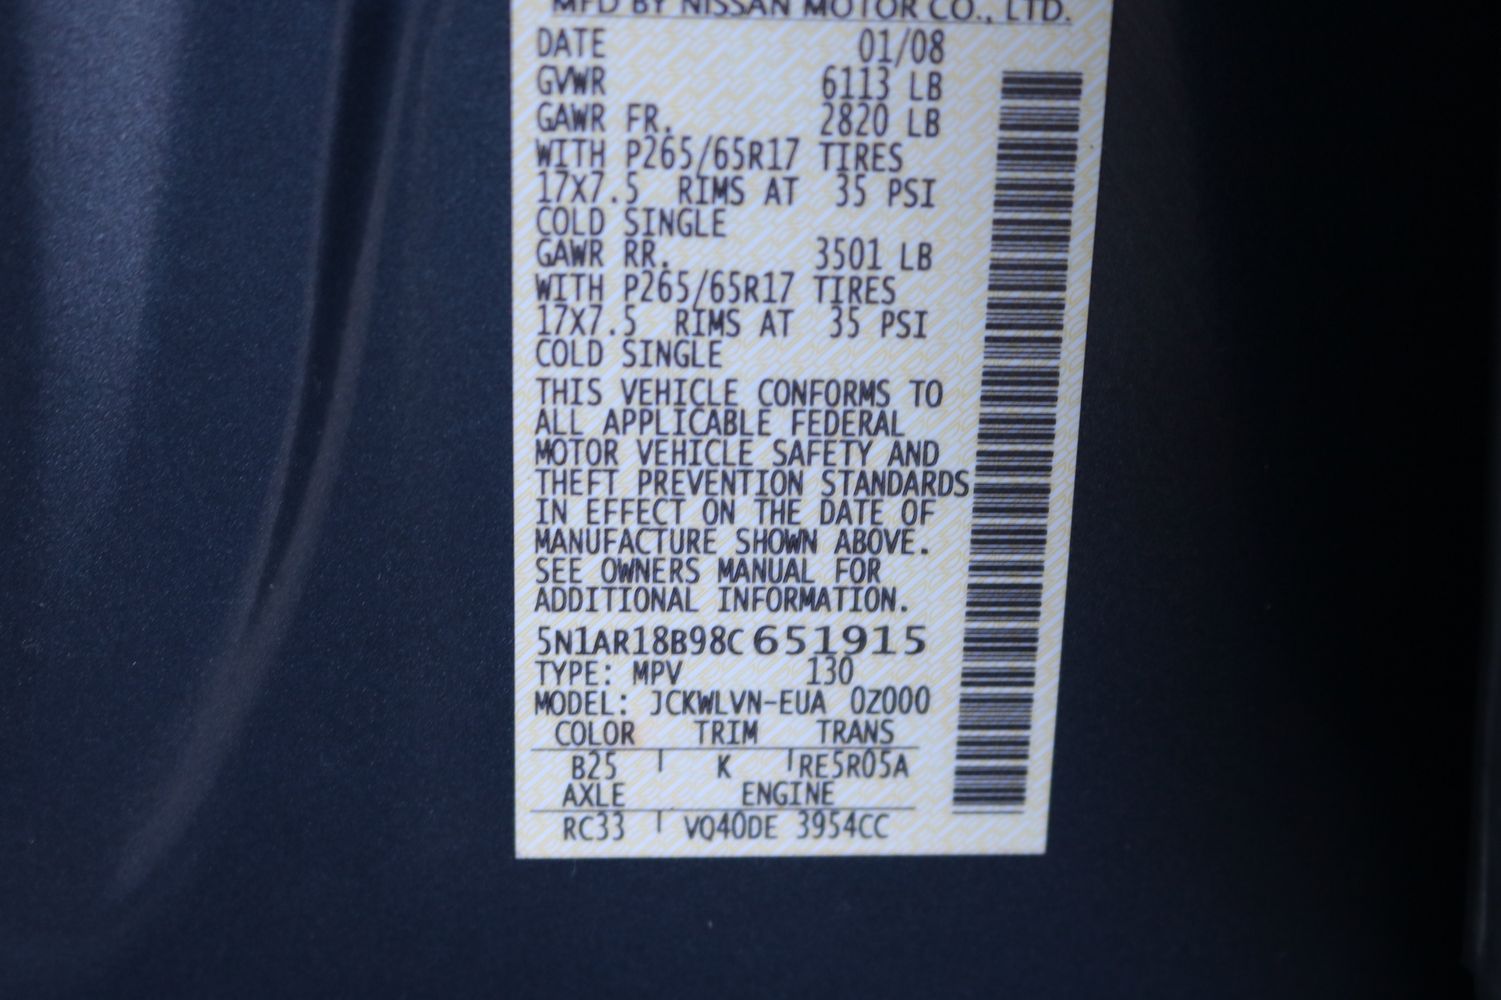 MFD BY NISSAN MOTOR CO., LTD.
DATE 01/08
GVWR 6113 LB
GAWR FR. 2820 LB
WITH P265/65R17 TIRES
17X7.5 RIMS AT 35 PSI
COLD SINGLE
GAWR RR. 3501 LB
WITH P265/65R17 TIRES
17X7.5 RIMS AT 35 PSI
COLD SINGLE
THIS VEHICLE CONFORMS TO
ALL APPLICABLE FEDERAL
MOTOR VEHICLE SAFETY AND
THEFT PREVENTION STANDARDS
IN EFFECT ON THE DATE OF
MANUFACTURE SHOWN ABOVE.
SEE OWNERS MANUAL FOR
ADDITIONAL INFORMATION.
5N1AR18B98C651915
TYPE: MPV 130
MODEL: JCKWLVN-EUA 0Z000
COLOR TRIM TRANS
B25 K RE5R05A
AXLE ENGINE
RC33 VQ40DE 3954CC